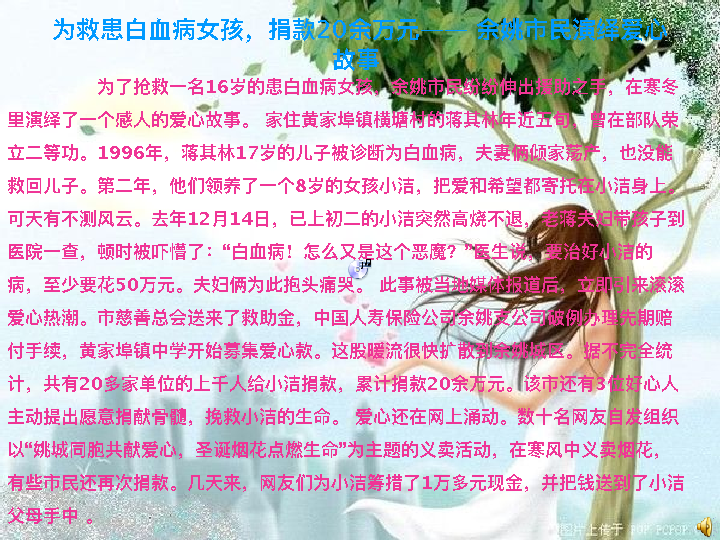 为救患白血病女孩，捐款20余万元—— 余姚市民演绎爱心
故事
为了抢救一名16岁的患白血病女孩，余姚市民纷纷伸出援助之手，在寒冬
里演绎了一个感人的爱心故事。 家住黄家埠镇横塘村的蒋其林年近五旬，曾在部队荣
立二等功。1996年，蒋其林17岁的儿子被诊断为白血病，夫妻俩倾家荡产，也没能
救回儿子。第二年，他们领养了一个8岁的女孩小洁，把爱和希望都寄托在小洁身上。
可天有不测风云。去年12月14日，已上初二的小洁突然高烧不退，老蒋夫妇带孩子到
医院一查，顿时被吓懵了：“白血病！怎么又是这个恶魔？”医生说，要治好小洁的
病，至少要花50万元。夫妇俩为此抱头痛哭。 此事被当地媒体报道后，立即引来滚滚
爱心热潮。市慈善总会送来了救助金，中国人寿保险公司余姚支公司破例办理先期赔
付手续，黄家埠镇中学开始募集爱心款。这股暖流很快扩散到余姚城区。据不完全统
计，共有20多家单位的上千人给小洁捐款，累计捐款20余万元。该市还有3位好心人
主动提出愿意捐献骨髓，挽救小洁的生命。 爱心还在网上涌动。数十名网友自发组织
以“姚城同胞共献爱心，圣诞烟花点燃生命”为主题的义卖活动，在寒风中义卖烟花，
有些市民还再次捐款。几天来，网友们为小洁筹措了1万多元现金，并把钱送到了小洁
父母手中 。
图片上传于